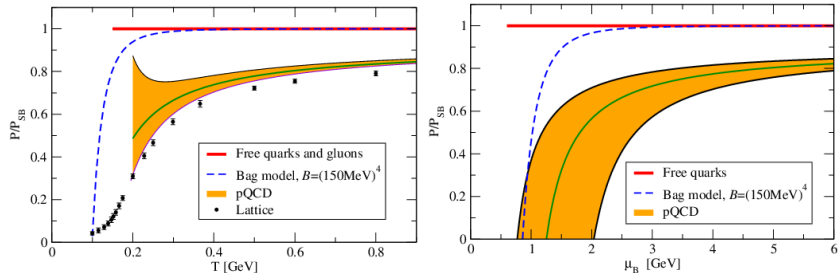 1
0.8
0.6
0.4
0.2
0
P/P_SB
Free quarks and gluons
Bag model, B=(150MeV)^4
pQCD
Lattice
0 0.2 0.4 0.6 0.8
T [GeV]
1
0.8
0.6
0.4
0.2
0
P/P_SB
Free quarks
Bag model, B=(150MeV)^4
pQCD
0 1 2 3 4 5 6
μ_B [GeV]